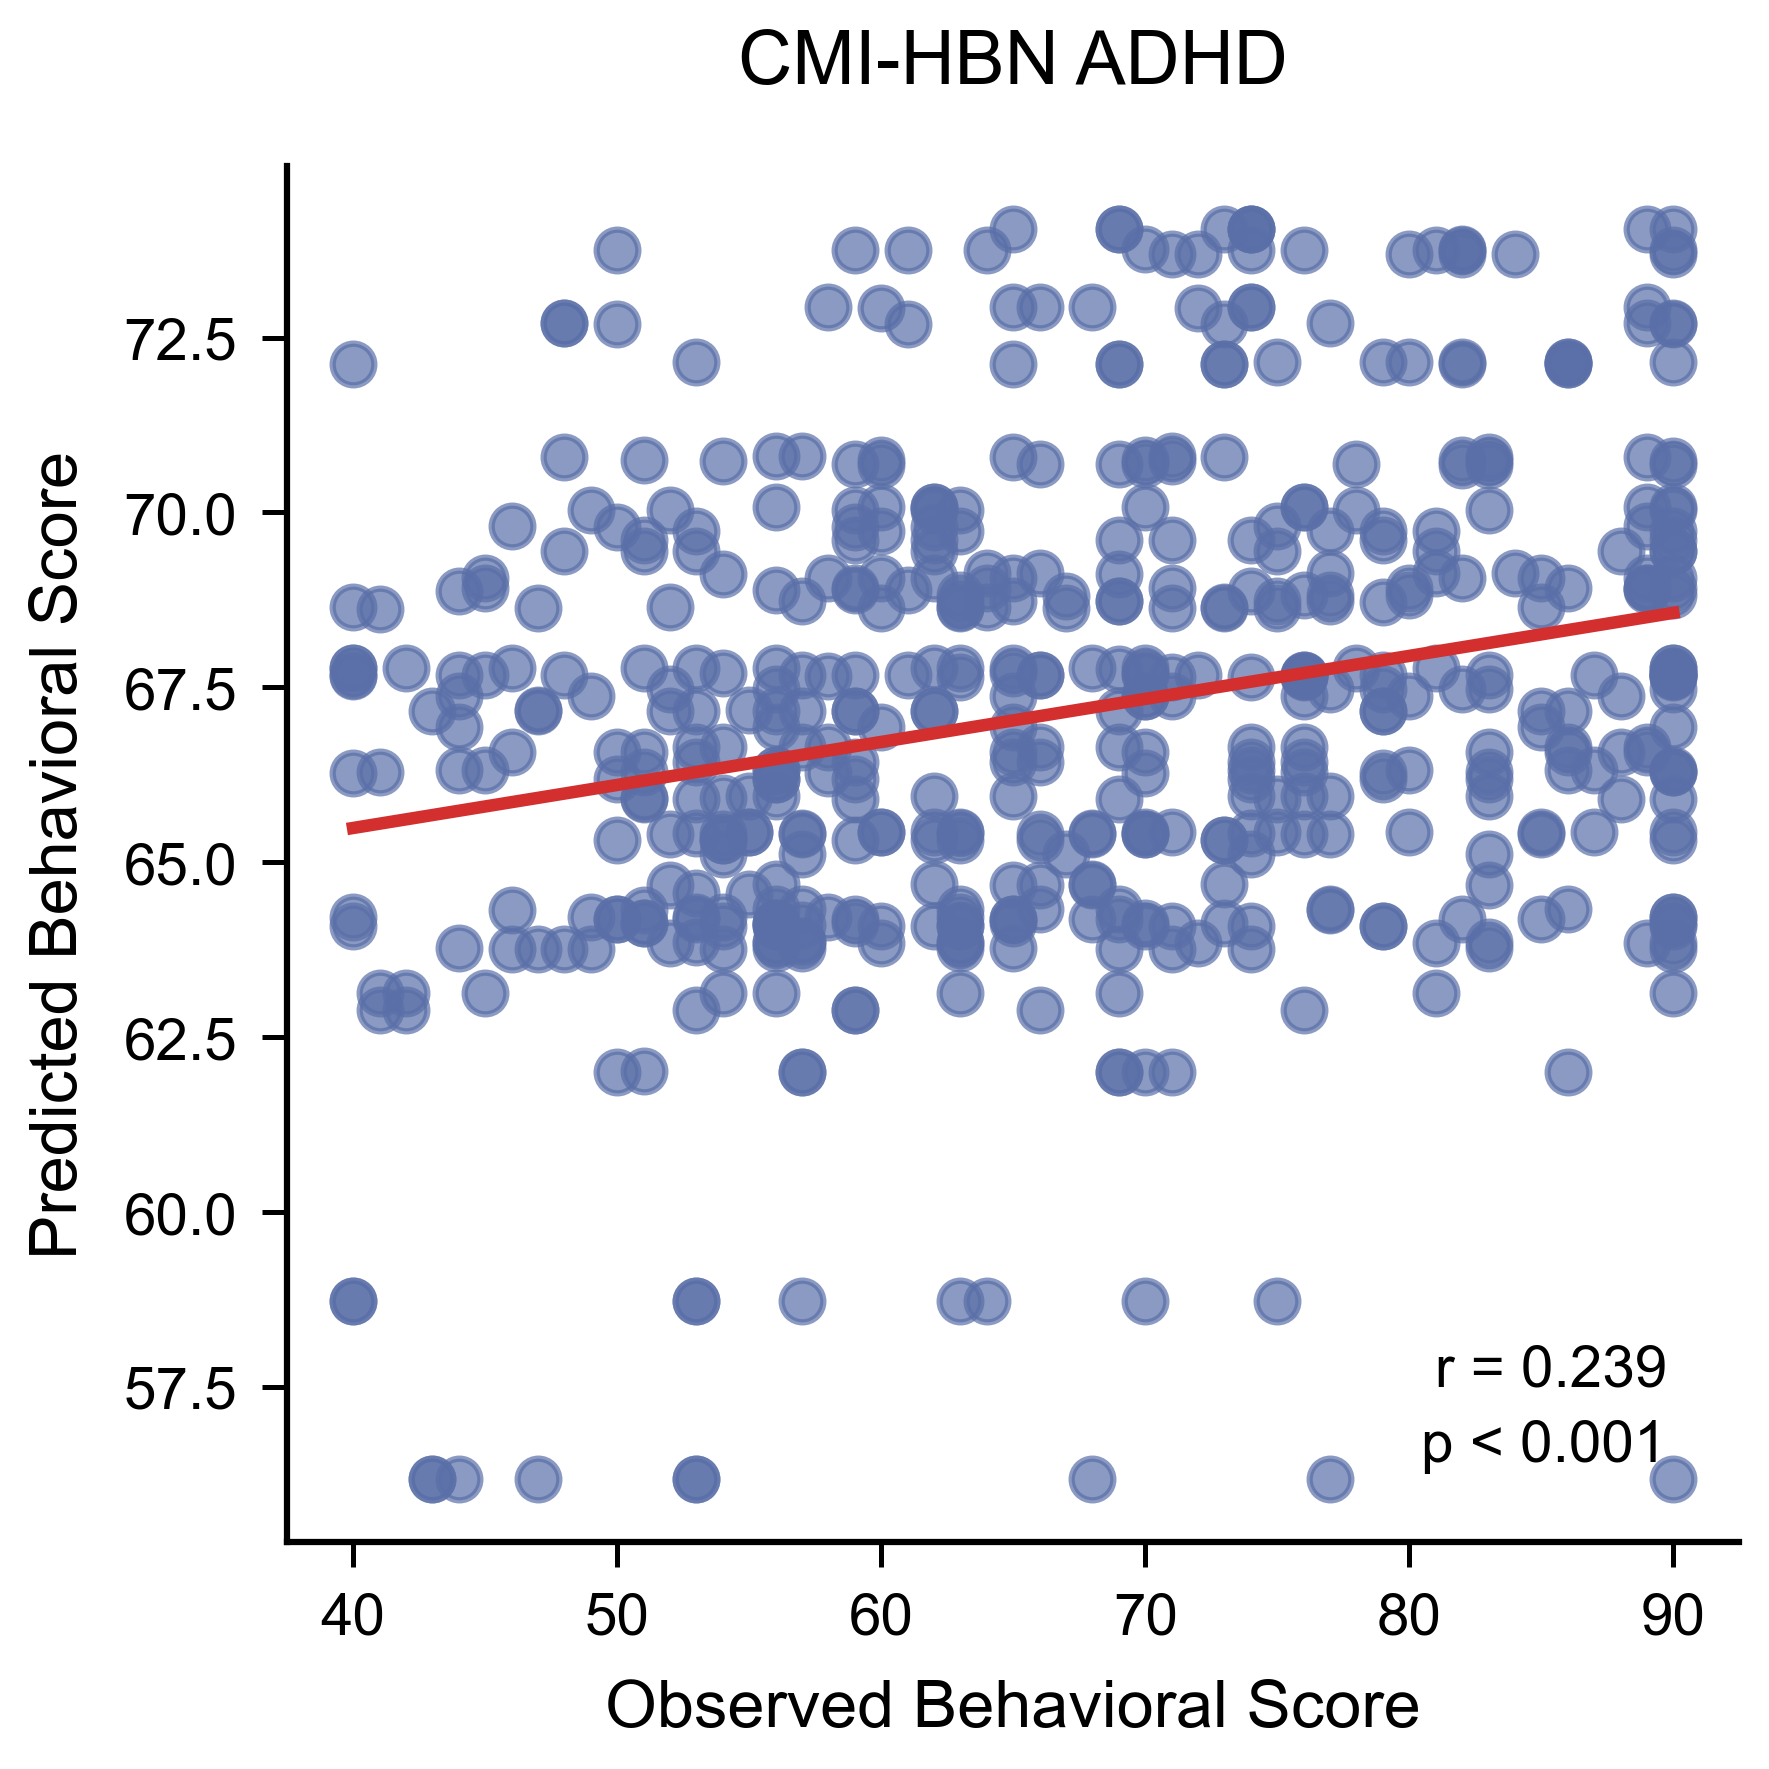 CMI-HBN ADHD
Predicted Behavioral Score
72.5
70.0
67.5
65.0
62.5
60.0
57.5
r = 0.239
p < 0.001
40 50 60 70 80 90
Observed Behavioral Score